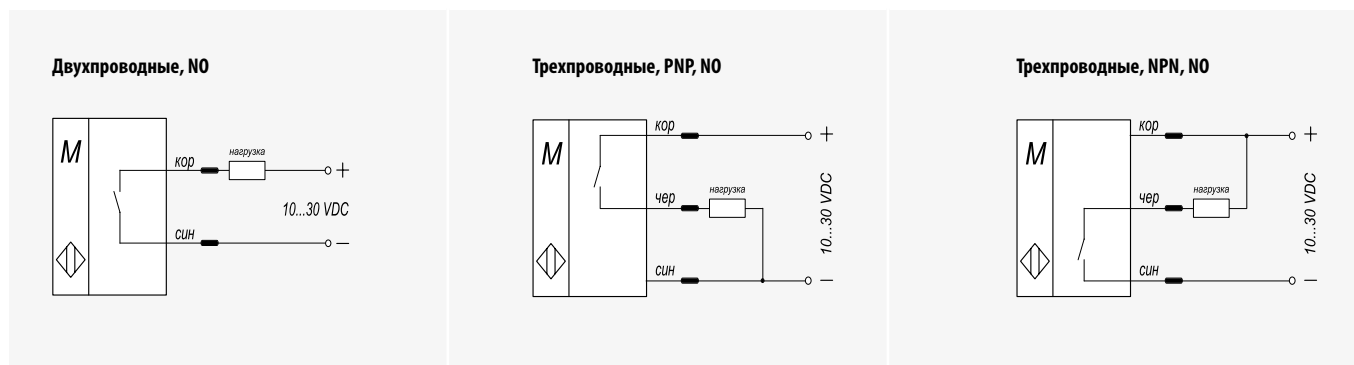 Двухпроводные, NO
M
кор
нагрузка
+
10...30 VDC
син
–
Трехпроводные, PNP, NO
M
кор
+
чер
нагрузка
10...30 VDC
син
–
Трехпроводные, NPN, NO
M
кор
+
чер
нагрузка
10...30 VDC
син
–